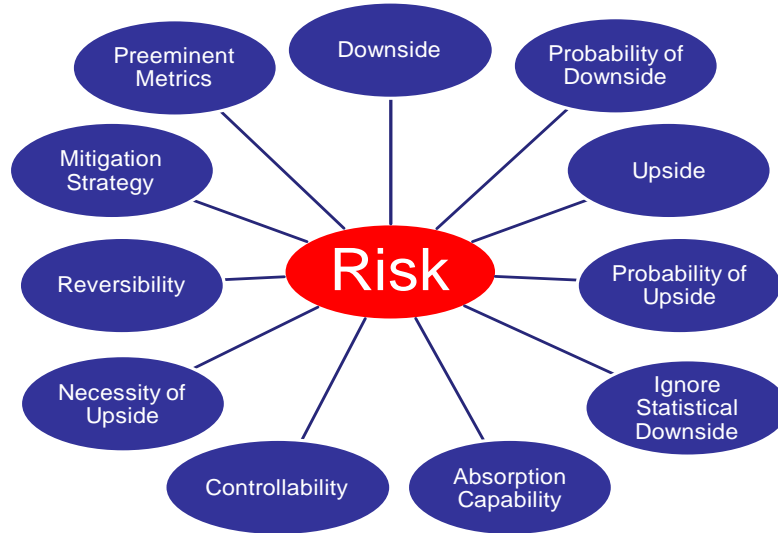 Downside
Probability of
Downside
Upside
Probability of
Upside
Ignore
Statistical
Downside
Absorption
Capability
Controllability
Necessity of
Upside
Reversibility
Mitigation
Strategy
Preeminent
Metrics
Risk